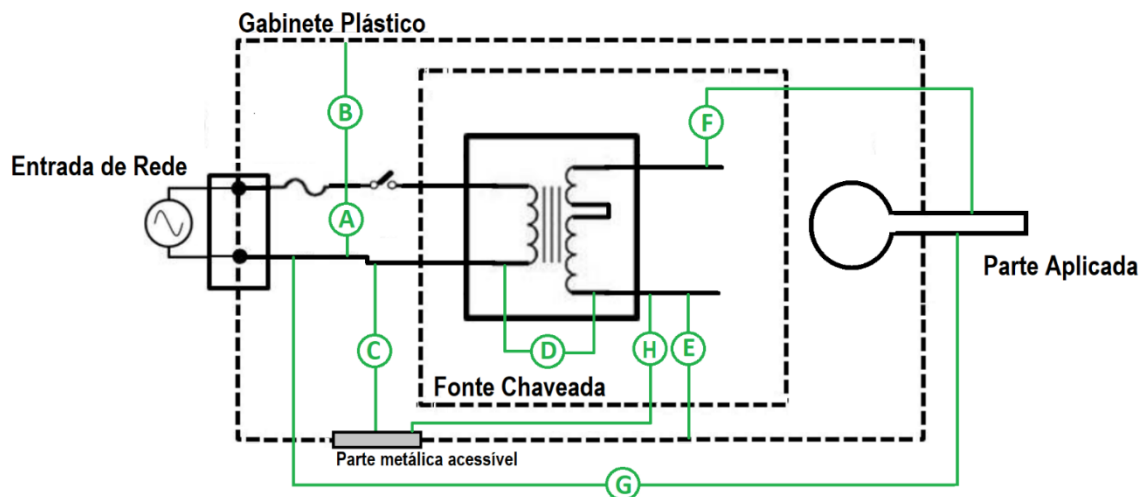 Gabinete Plástico
B
F
Entrada de Rede
A
Parte Aplicada
C
D
H
E
Fonte Chaveada
Parte metálica acessível
G